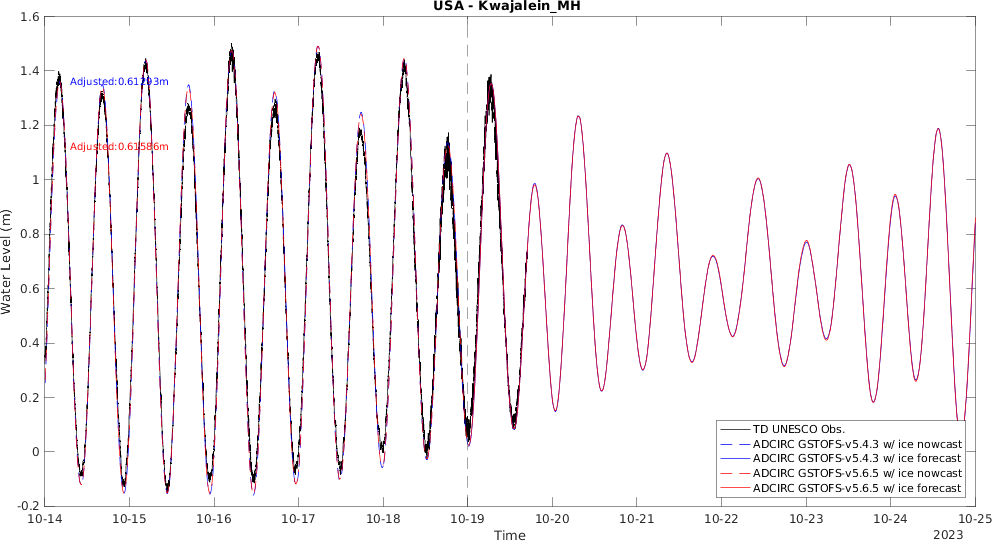 USA - Kwajalein_MH
1.6
1.4
1.2
1
0.8
0.6
0.4
0.2
0
-0.2
Water Level (m)
Adjusted:0.61293m
Adjusted:0.61586m
TD UNESCO Obs.
ADCIRC GSTOFS-v5.4.3 w/ ice nowcast
ADCIRC GSTOFS-v5.4.3 w/ ice forecast
ADCIRC GSTOFS-v5.6.5 w/ ice nowcast
ADCIRC GSTOFS-v5.6.5 w/ ice forecast
10-14 10-15 10-16 10-17 10-18 10-19 10-20 10-21 10-22 10-23 10-24 10-25
Time
2023